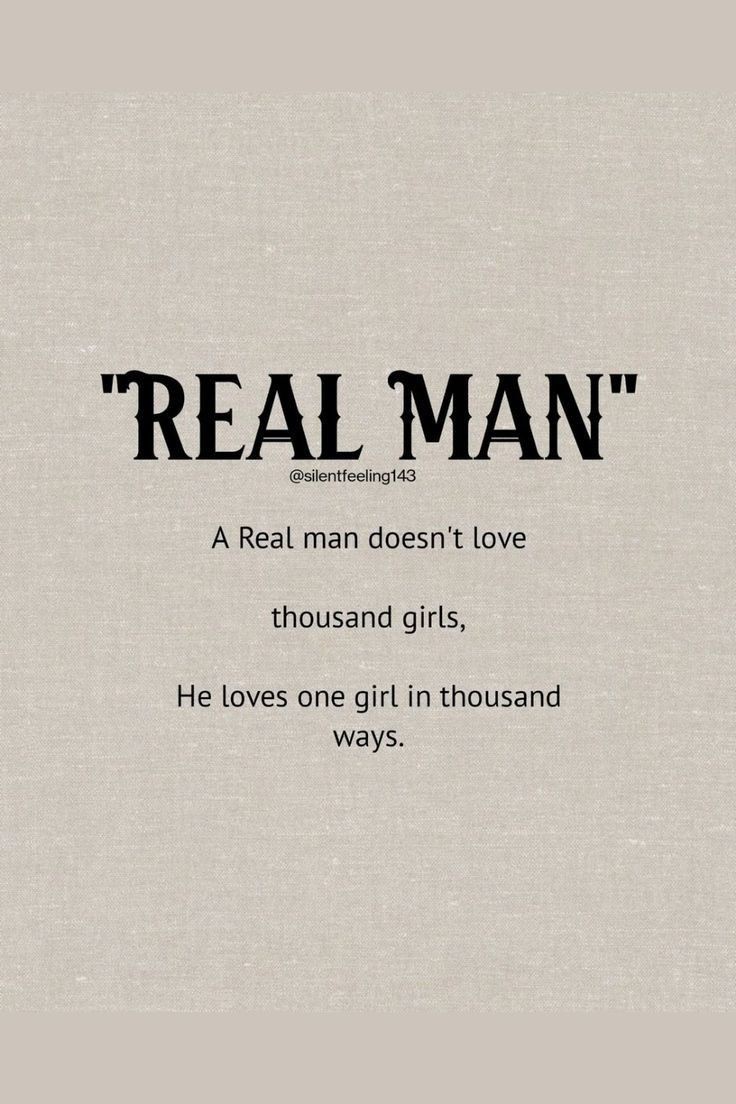 "REAL MAN"
@silentfeeling143
A Real man doesn't love
thousand girls,
He loves one girl in thousand
ways.